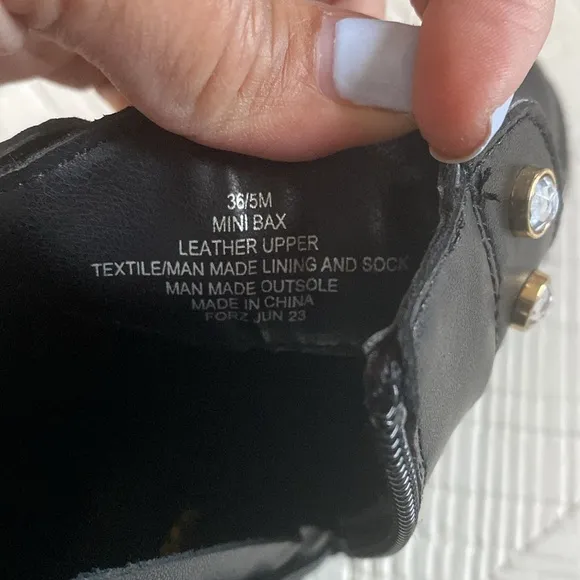 36/5M
MINI BAX
LEATHER UPPER
TEXTILE/MAN MADE LINING AND SOCK
MAN MADE OUTSOLE
MADE IN CHINA
FORZ JUN 23